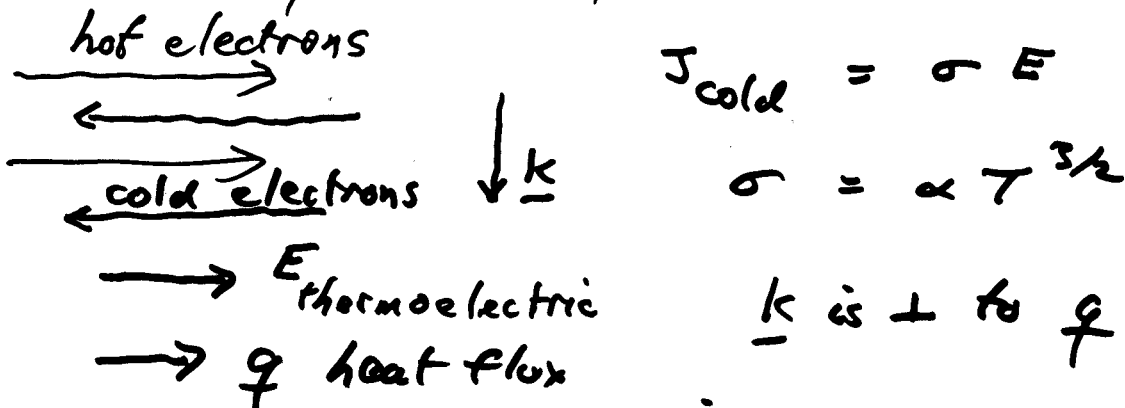 hot electrons
cold electrons
k
E thermoelectric
q heat flux
J cold = σ E
σ = α T 3/2
k is ⊥ to q